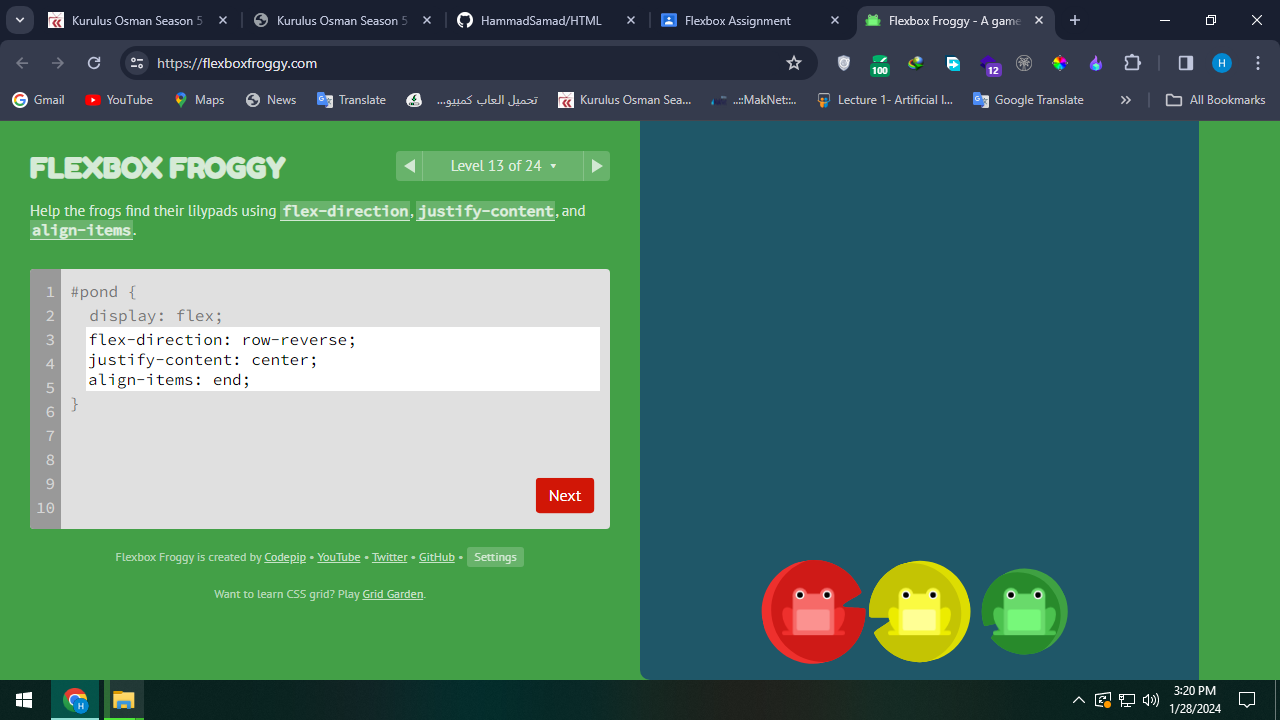 Kurulus Osman Season 5
Kurulus Osman Season 5
HammadSamad/HTML
Flexbox Assignment
Flexbox Froggy - A game
https://flexboxfroggy.com
100
12
H
Gmail
YouTube
Maps
News
Translate
تحميل العاب كمبيو...
Kurulus Osman Sea...
..::MakNet::..
Lecture 1- Artificial I...
Google Translate
All Bookmarks
FLEXBOX FROGGY
Level 13 of 24
Help the frogs find their lilypads using flex-direction, justify-content, and
align-items.
1 #pond {
2 display: flex;
3 flex-direction: row-reverse;
4 justify-content: center;
5 align-items: end;
6 }
7
8
9
10
Next
Flexbox Froggy is created by Codepip • YouTube • Twitter • GitHub • Settings
Want to learn CSS grid? Play Grid Garden.
H
3:20 PM
1/28/2024